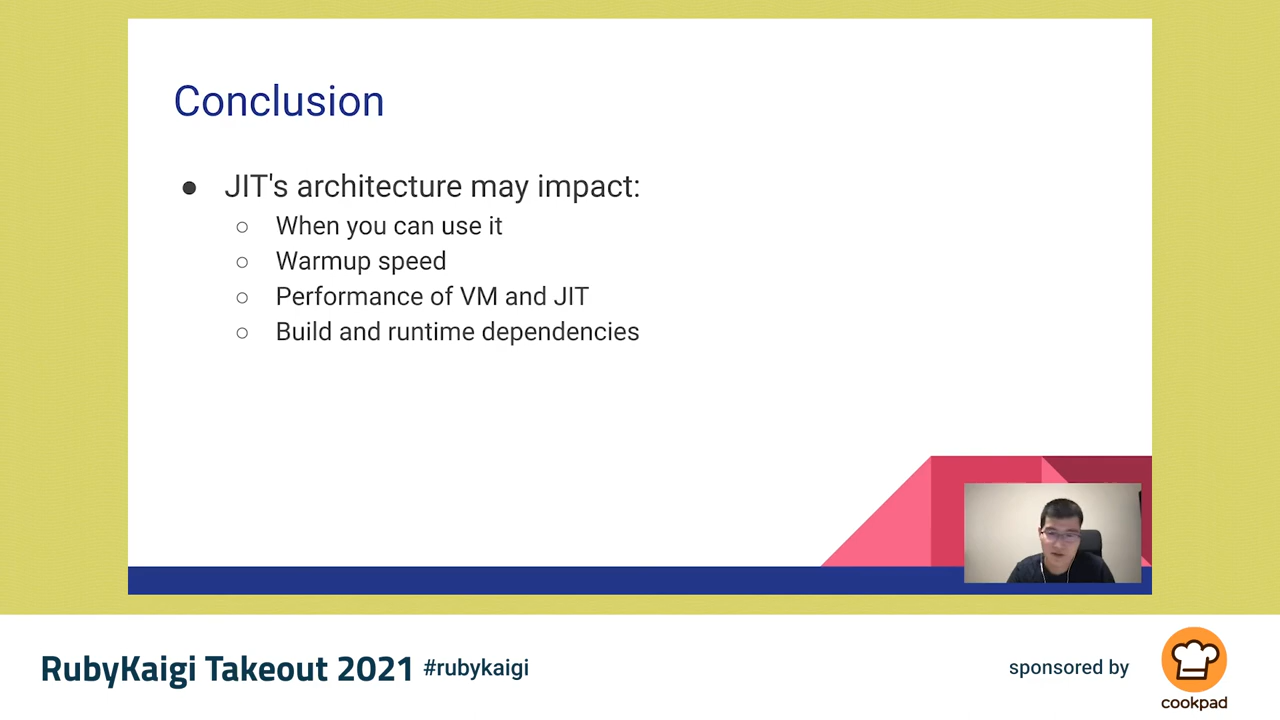 Conclusion
● JIT's architecture may impact:
○ When you can use it
○ Warmup speed
○ Performance of VM and JIT
○ Build and runtime dependencies
RubyKaigi Takeout 2021 #rubykaigi
sponsored by
cookpad